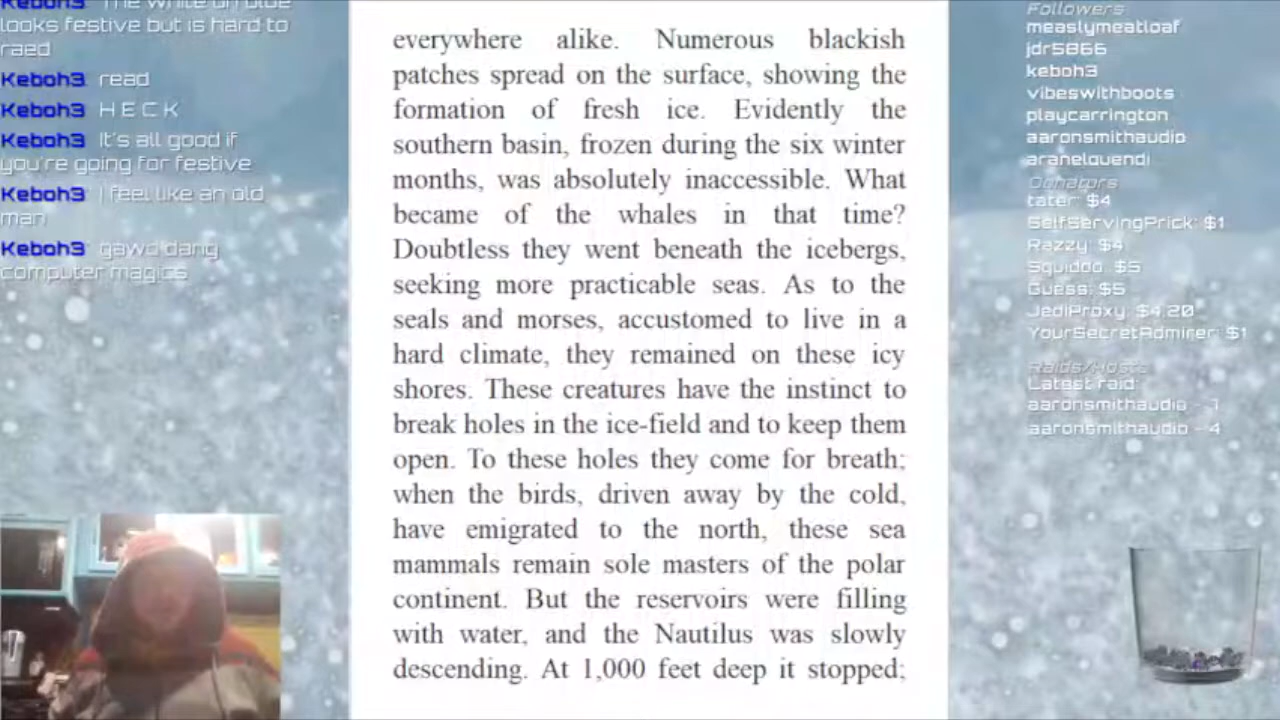 Keboh3 The white on blue
looks festive but is hard to
raed
Keboh3 read
Keboh3 H E C K
Keboh3 It's all good if
you're going for festive
Keboh3 I feel like an old
man
Keboh3 gawd dang
computer magics
everywhere alike. Numerous blackish
patches spread on the surface, showing the
formation of fresh ice. Evidently the
southern basin, frozen during the six winter
months, was absolutely inaccessible. What
became of the whales in that time?
Doubtless they went beneath the icebergs,
seeking more practicable seas. As to the
seals and morses, accustomed to live in a
hard climate, they remained on these icy
shores. These creatures have the instinct to
break holes in the ice-field and to keep them
open. To these holes they come for breath;
when the birds, driven away by the cold,
have emigrated to the north, these sea
mammals remain sole masters of the polar
continent. But the reservoirs were filling
with water, and the Nautilus was slowly
descending. At 1,000 feet deep it stopped;
Followers
measlymeatloaf
jdr5866
keboh3
vibeswithboots
playcarrington
aaronsmithaudio
aranelquendi
Donators
tater: $4
SelfServingPrick: $1
Razzy: $4
Squidoo: $5
Guess: $5
JediProxy: $4.20
YourSecretAdmirer: $1
Raids/Hosts
Latest raid:
aaronsmithaudio - 1
aaronsmithaudio - 4